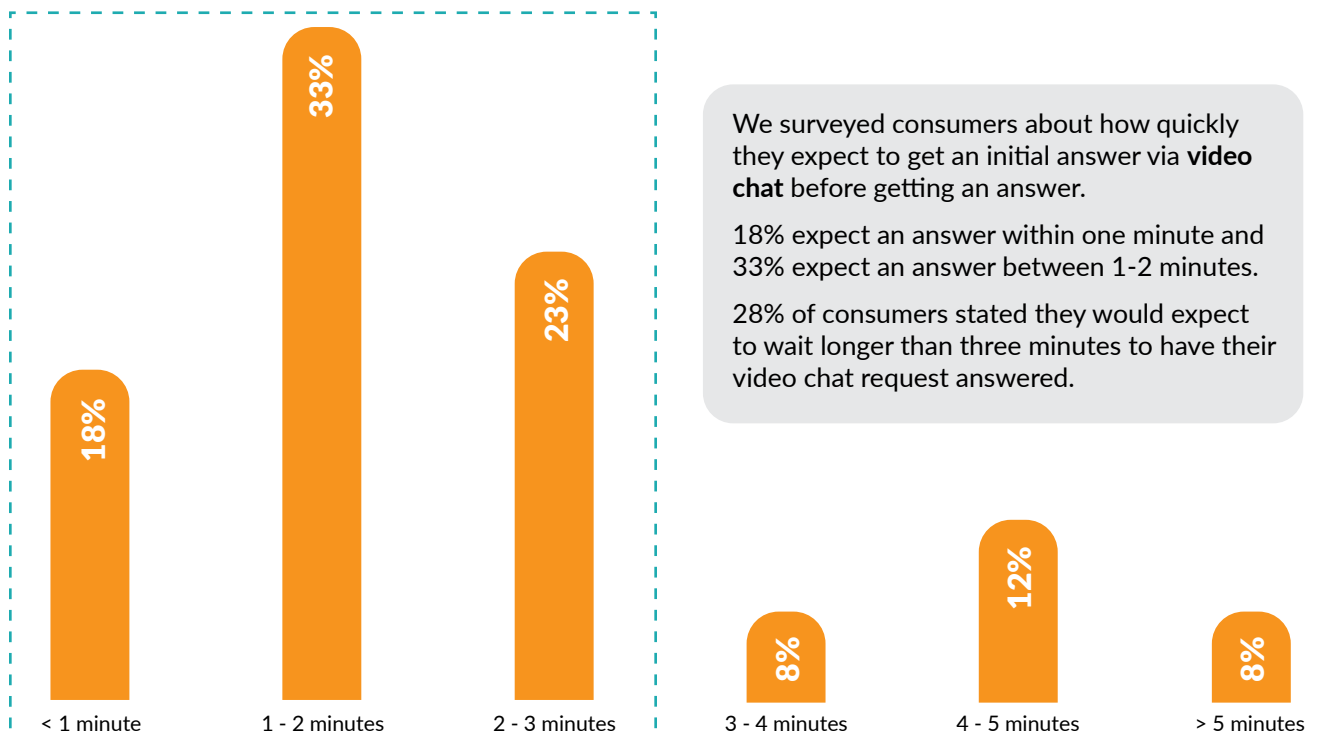 33%
23%
18%
We surveyed consumers about how quickly
they expect to get an initial answer via video
chat before getting an answer.
18% expect an answer within one minute and
33% expect an answer between 1-2 minutes.
28% of consumers stated they would expect
to wait longer than three minutes to have their
video chat request answered.
12%
8%
8%
< 1 minute
1 - 2 minutes
2 - 3 minutes
3 - 4 minutes
4 - 5 minutes
> 5 minutes